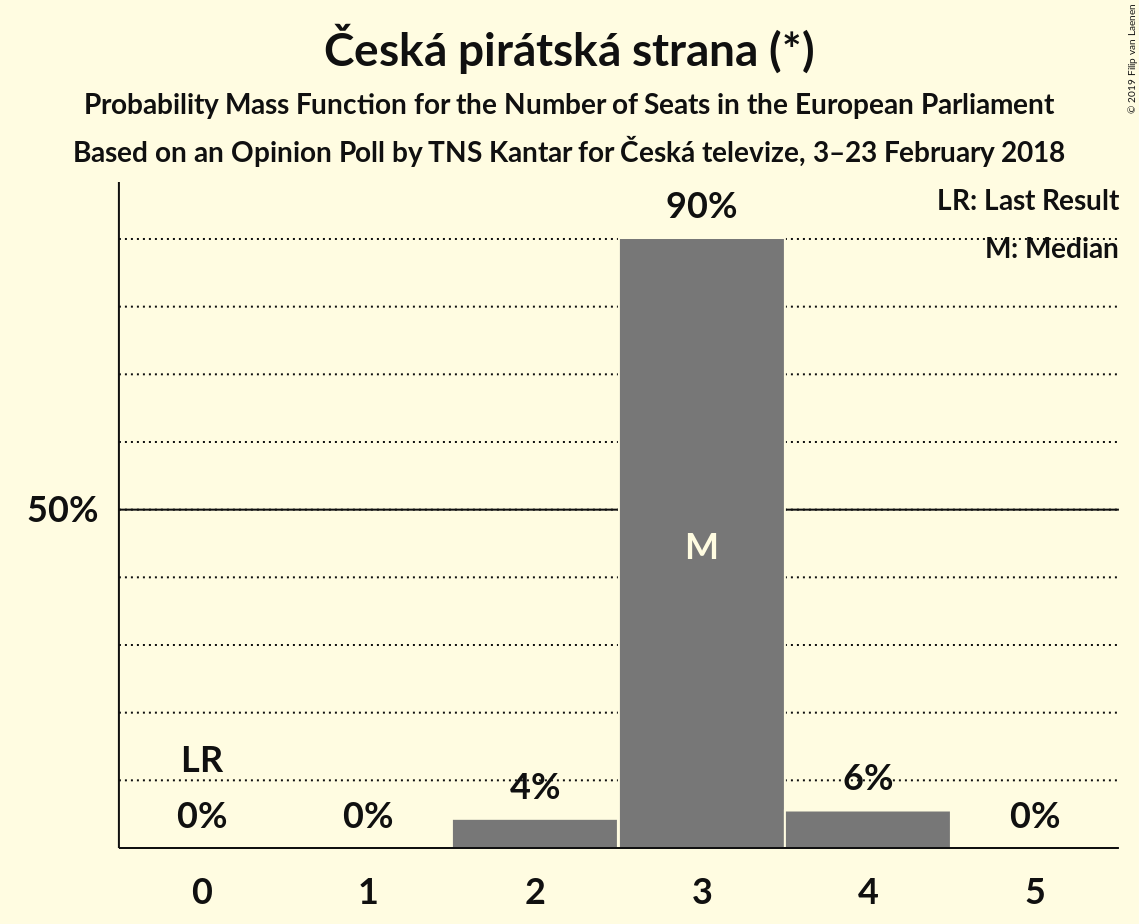 Česká pirátská strana (*)
Probability Mass Function for the Number of Seats in the European Parliament
Based on an Opinion Poll by TNS Kantar for Česká televize, 3–23 February 2018
© 2019 Filip van Laenen
LR: Last Result
M: Median
90%
50%
M
LR
0%
0%
4%
6%
0%
0
1
2
3
4
5